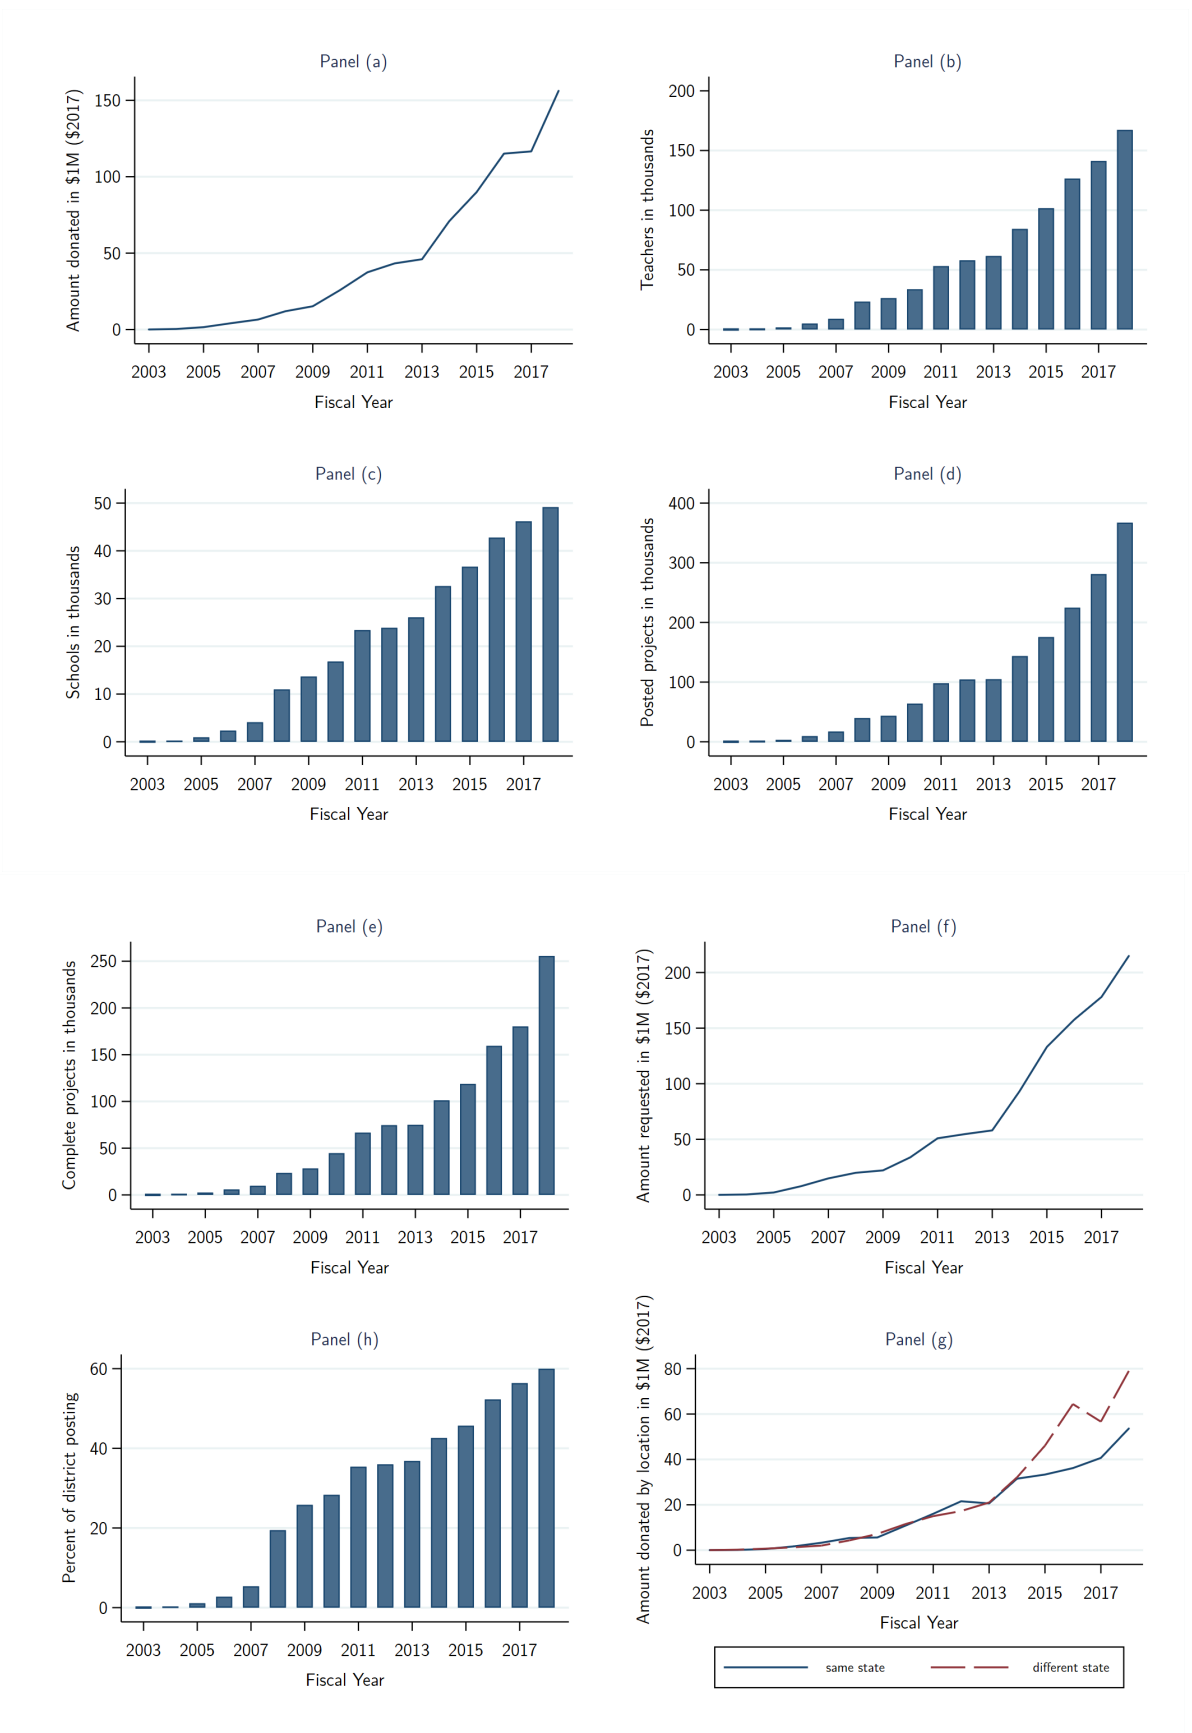 Panel (a)
Amount donated in $1M ($2017)
150
100
50
0
2003 2005 2007 2009 2011 2013 2015 2017
Fiscal Year
Panel (b)
Teachers in thousands
200
150
100
50
0
2003 2005 2007 2009 2011 2013 2015 2017
Fiscal Year
Panel (c)
Schools in thousands
50
40
30
20
10
0
2003 2005 2007 2009 2011 2013 2015 2017
Fiscal Year
Panel (d)
Posted projects in thousands
400
300
200
100
0
2003 2005 2007 2009 2011 2013 2015 2017
Fiscal Year
Panel (e)
Complete projects in thousands
250
200
150
100
50
0
2003 2005 2007 2009 2011 2013 2015 2017
Fiscal Year
Panel (f)
Amount requested in $1M ($2017)
200
150
100
50
0
2003 2005 2007 2009 2011 2013 2015 2017
Fiscal Year
Panel (h)
Percent of district posting
60
40
20
0
2003 2005 2007 2009 2011 2013 2015 2017
Fiscal Year
Panel (g)
Amount donated by location in $1M ($2017)
80
60
40
20
0
2003 2005 2007 2009 2011 2013 2015 2017
Fiscal Year
same state different state